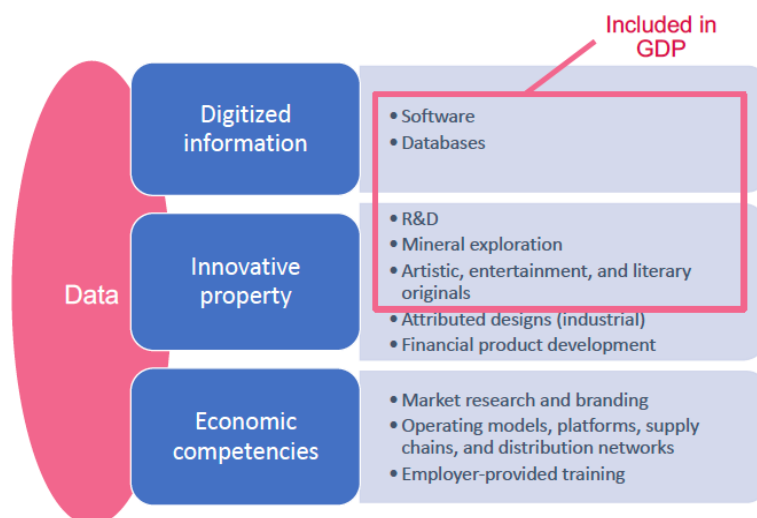 Included in
GDP
Digitized
information
• Software
• Databases
Data
Innovative
property
• R&D
• Mineral exploration
• Artistic, entertainment, and literary
originals
• Attributed designs (industrial)
• Financial product development
Economic
competencies
• Market research and branding
• Operating models, platforms, supply
chains, and distribution networks
• Employer-provided training